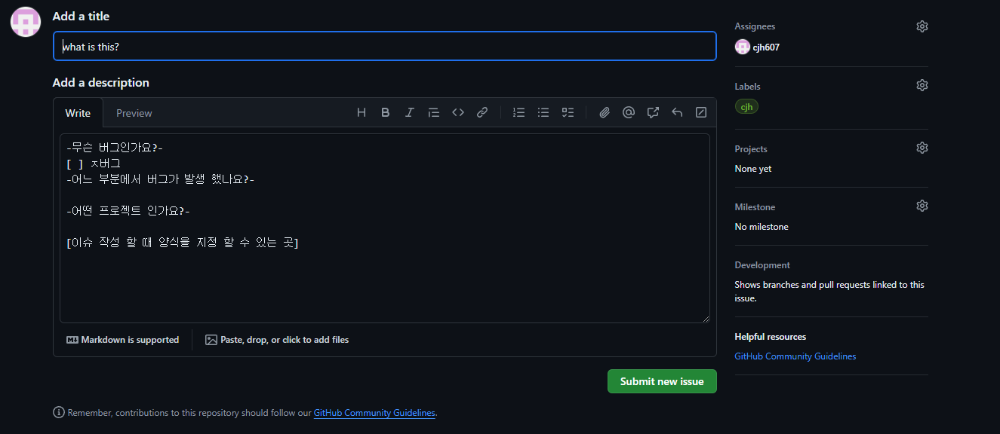 Add a title
what is this?
Add a description
Write
Preview
-무슨 버그인가요?-
[ ] ㅈ버그
-어느 부분에서 버그가 발생 했나요?-
-어떤 프로젝트 인가요?-
[이슈 작성 할 때 양식을 지정 할 수 있는 곳]
Markdown is supported
Paste, drop, or click to add files
Submit new issue
Remember, contributions to this repository should follow our GitHub Community Guidelines.
Assignees
cjh607
Labels
cjh
Projects
None yet
Milestone
No milestone
Development
Shows branches and pull requests linked to this
issue.
Helpful resources
GitHub Community Guidelines